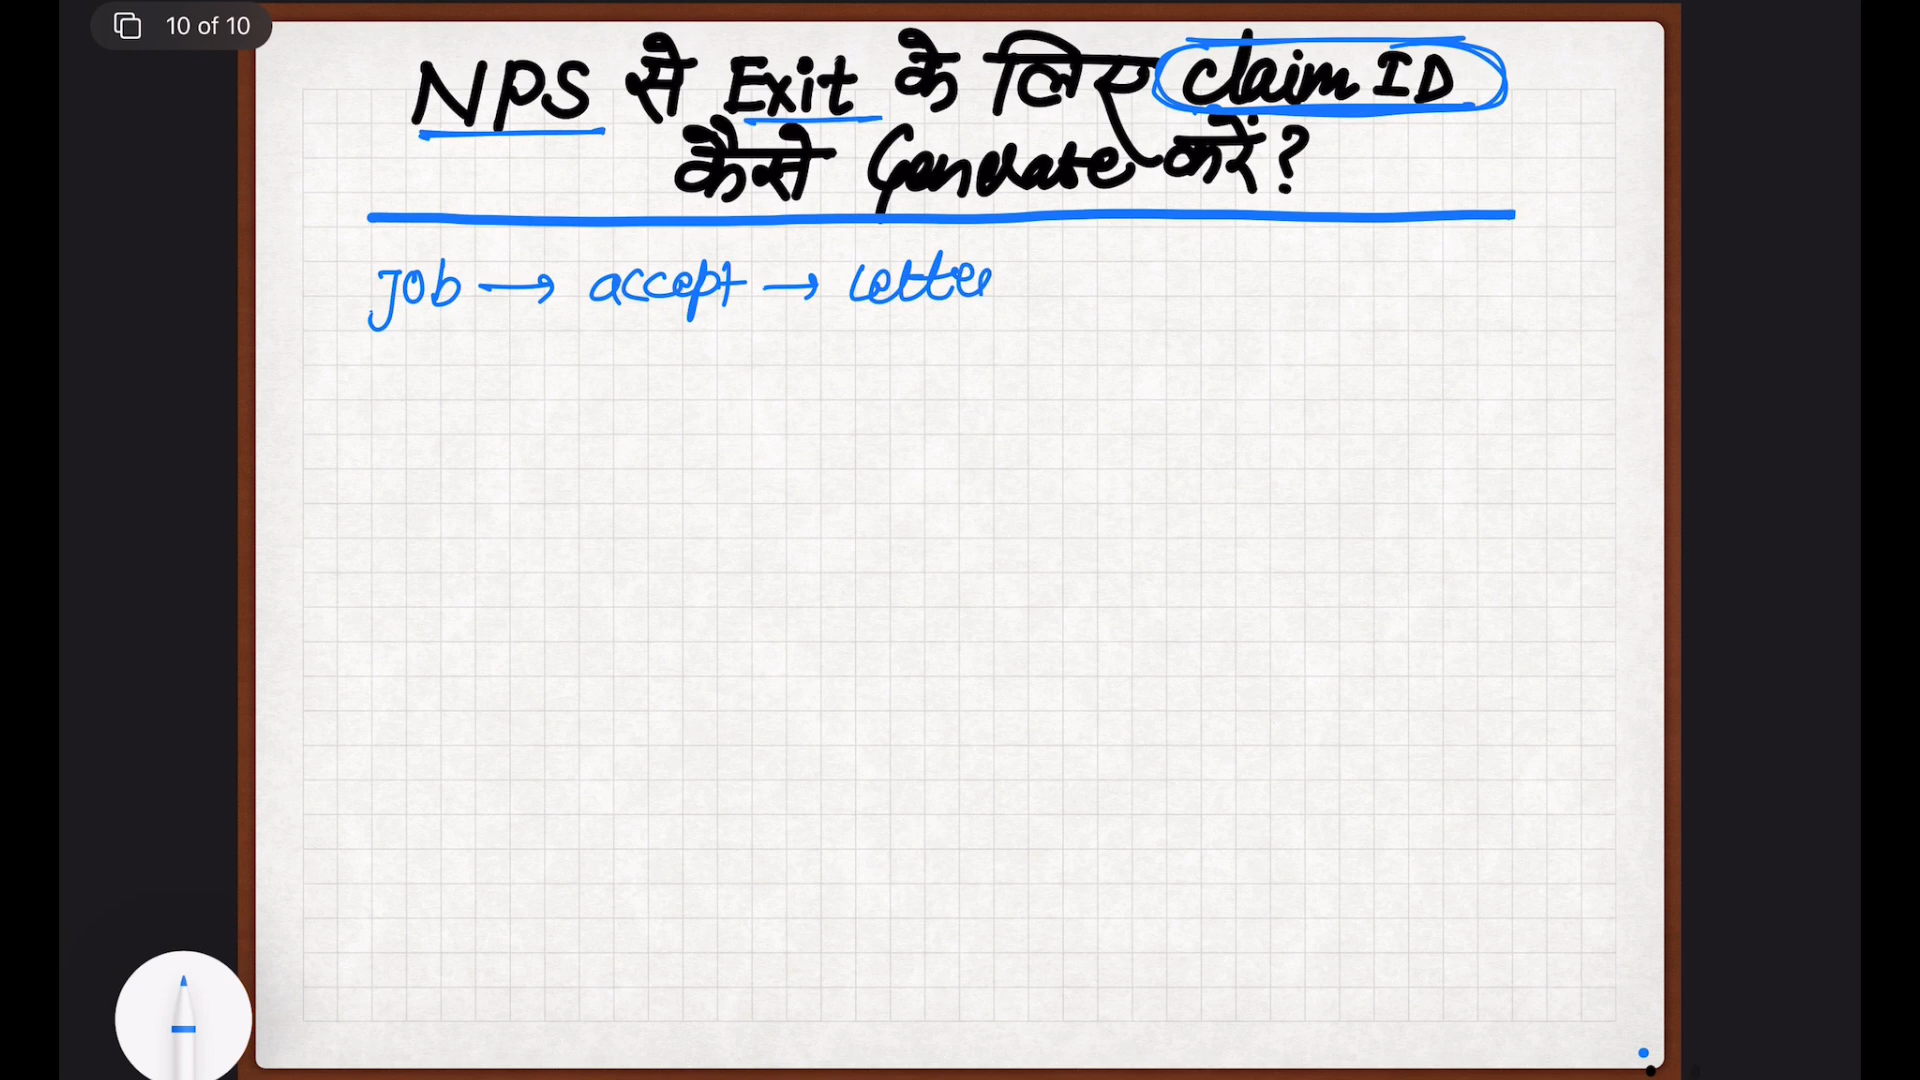 10 of 10
NPS से Exit के लिए Claim ID
कैसे Generate करें?
Job → accept → Letter